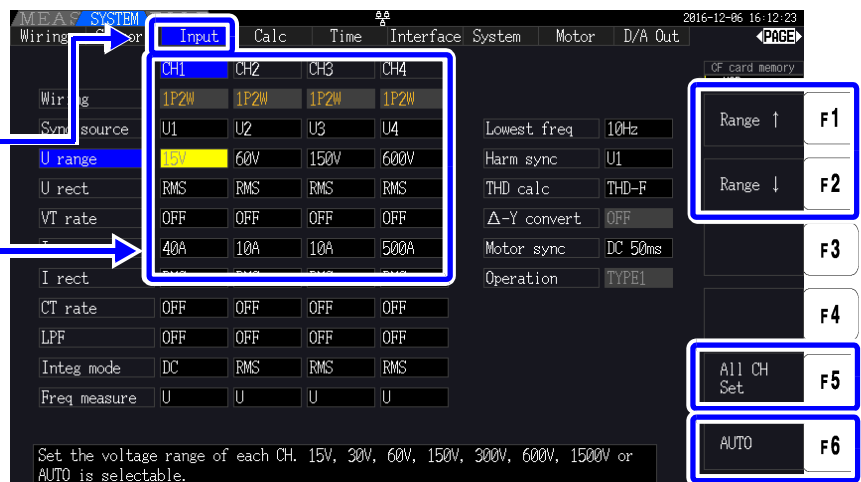 MEAS SYSTEM 2016-12-06 16:12:23
Wiring Input Calc Time Interface System Motor D/A Out PAGE
CH1 CH2 CH3 CH4 CF card memory
Wiring 1P2W 1P2W 1P2W 1P2W
Sync source U1 U2 U3 U4 Lowest freq 10Hz Range ↑ F1
U range 15V 60V 150V 600V Harm sync U1
U rect RMS RMS RMS RMS THD calc THD-F Range ↓ F2
VT rate OFF OFF OFF OFF Δ-Y convert OFF
40A 10A 10A 500A Motor sync DC 50ms F3
I rect RMS RMS RMS RMS Operation TYPE1
CT rate OFF OFF OFF OFF F4
LPF OFF OFF OFF OFF
Integ mode DC RMS RMS RMS All CH
Set F5
Freq measure U U U U
AUTO F6
Set the voltage range of each CH. 15V, 30V, 60V, 150V, 300V, 600V, 1500V or
AUTO is selectable.